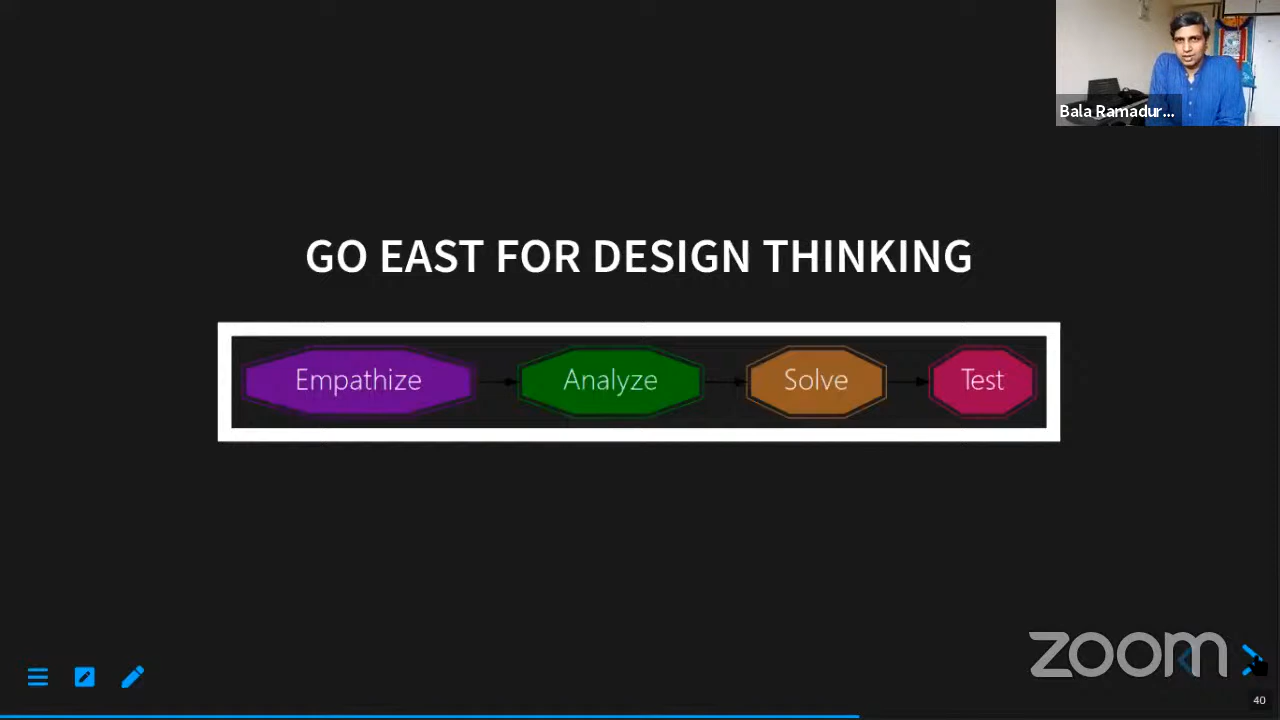 Bala Ramadur...
GO EAST FOR DESIGN THINKING
Empathize Analyze Solve Test
zoom
40